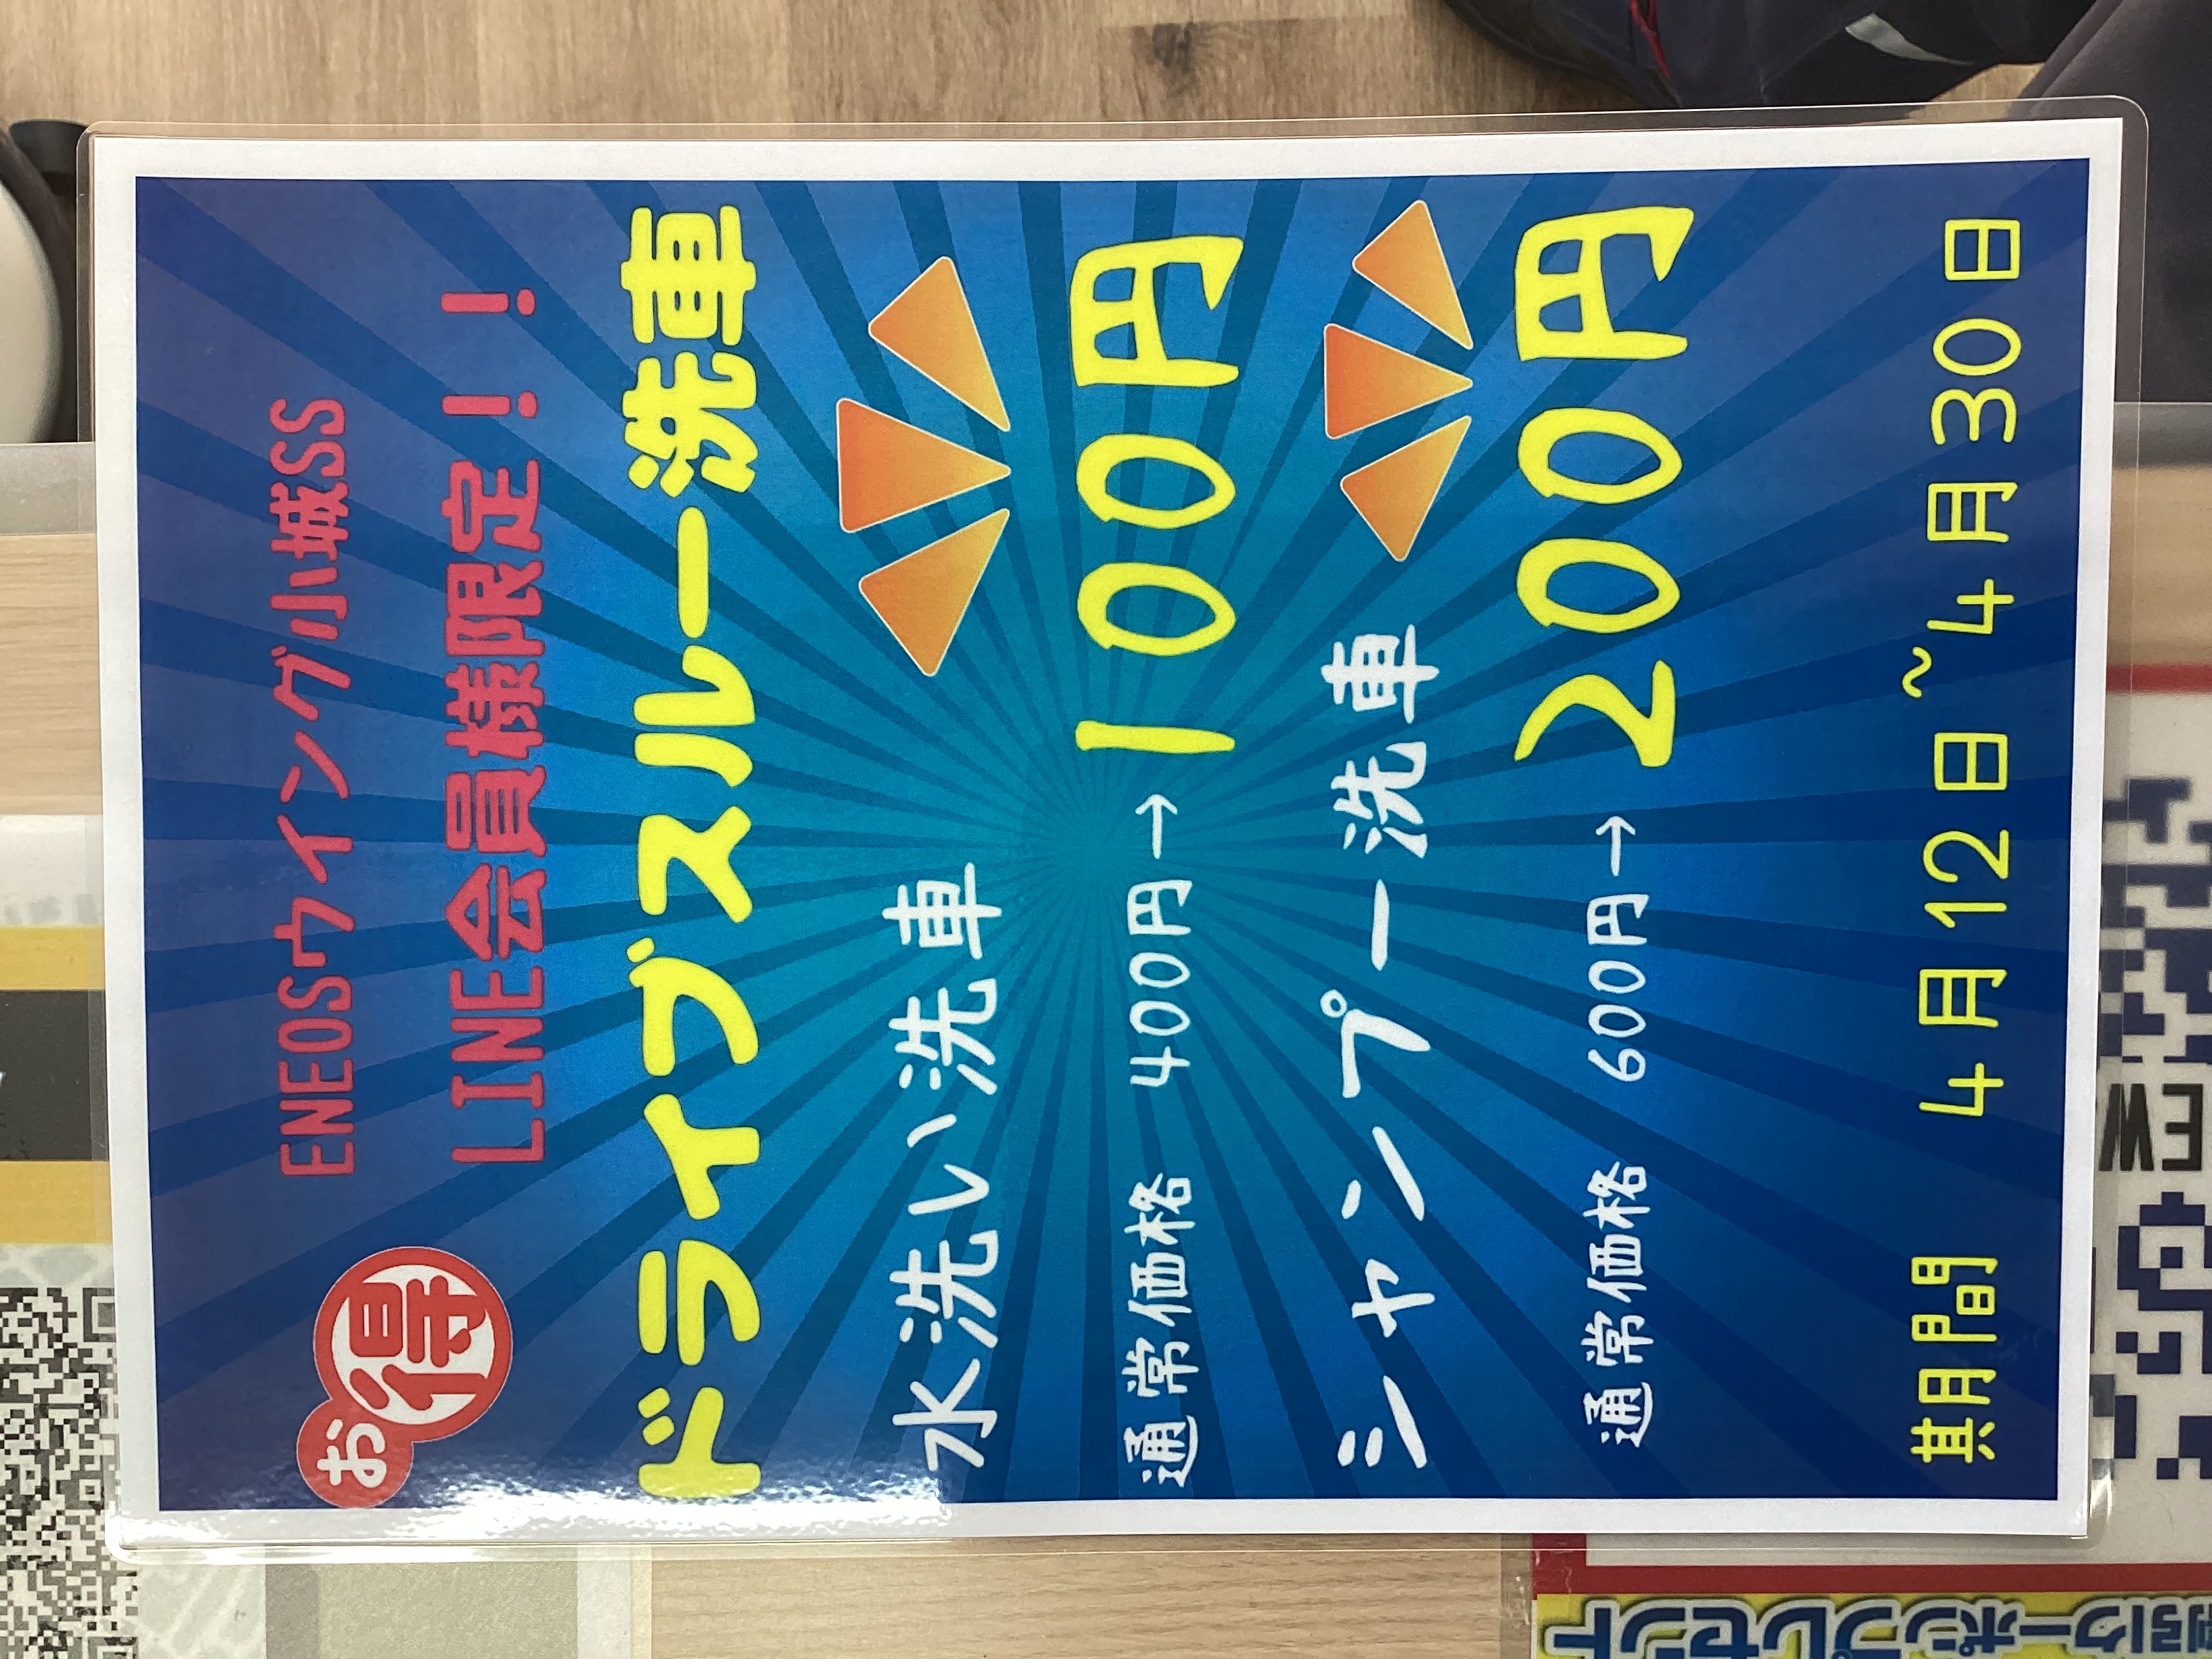 お得
ENEOSウイング小城SS
LINE会員様限定！！
ドライブスルー洗車
水洗い洗車
通常価格 400円→100円
シャンプー洗車
通常価格 600円→200円
期間 4月12日~4月30日